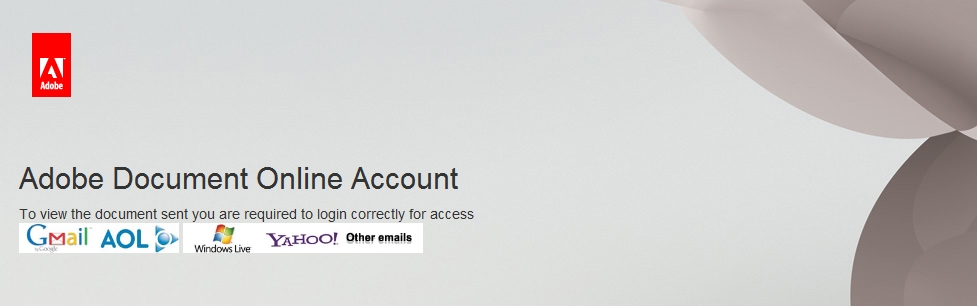 Adobe
Adobe Document Online Account
To view the document sent you are required to login correctly for access
Gmail by Google AOL Windows Live YAHOO! Other emails